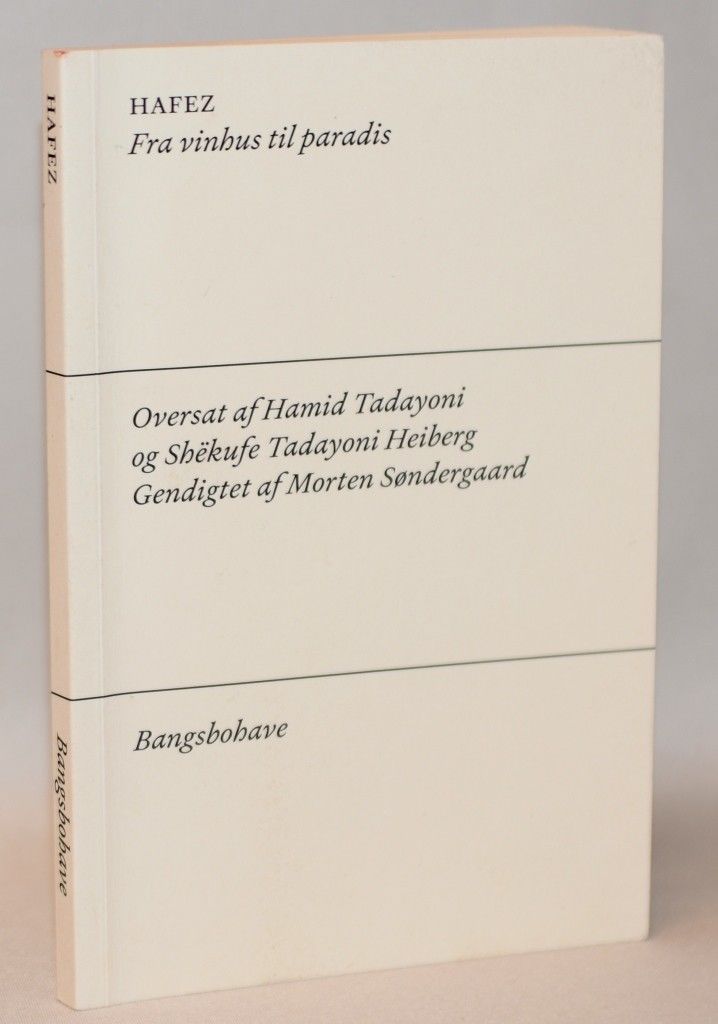 HAFEZ
Fra vinhus til paradis
Oversat af Hamid Tadayoni
og Shëkufe Tadayoni Heiberg
Gendigtet af Morten Søndergaard
Bangsbohave
HAFEZ
Bangsbohave